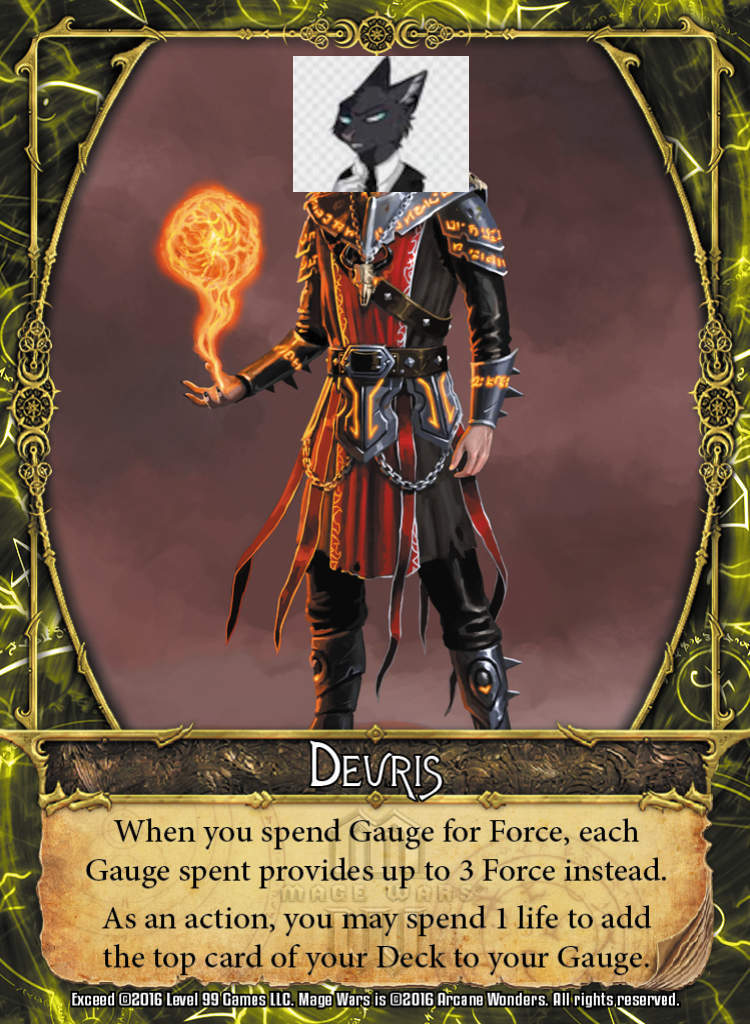 Devris
When you spend Gauge for Force, each
Gauge spent provides up to 3 Force instead.
MAGE WARS
As an action, you may spend 1 life to add
the top card of your Deck to your Gauge.
Exceed ©2016 Level 99 Games LLC. Mage Wars is ©2016 Arcane Wonders. All rights reserved.